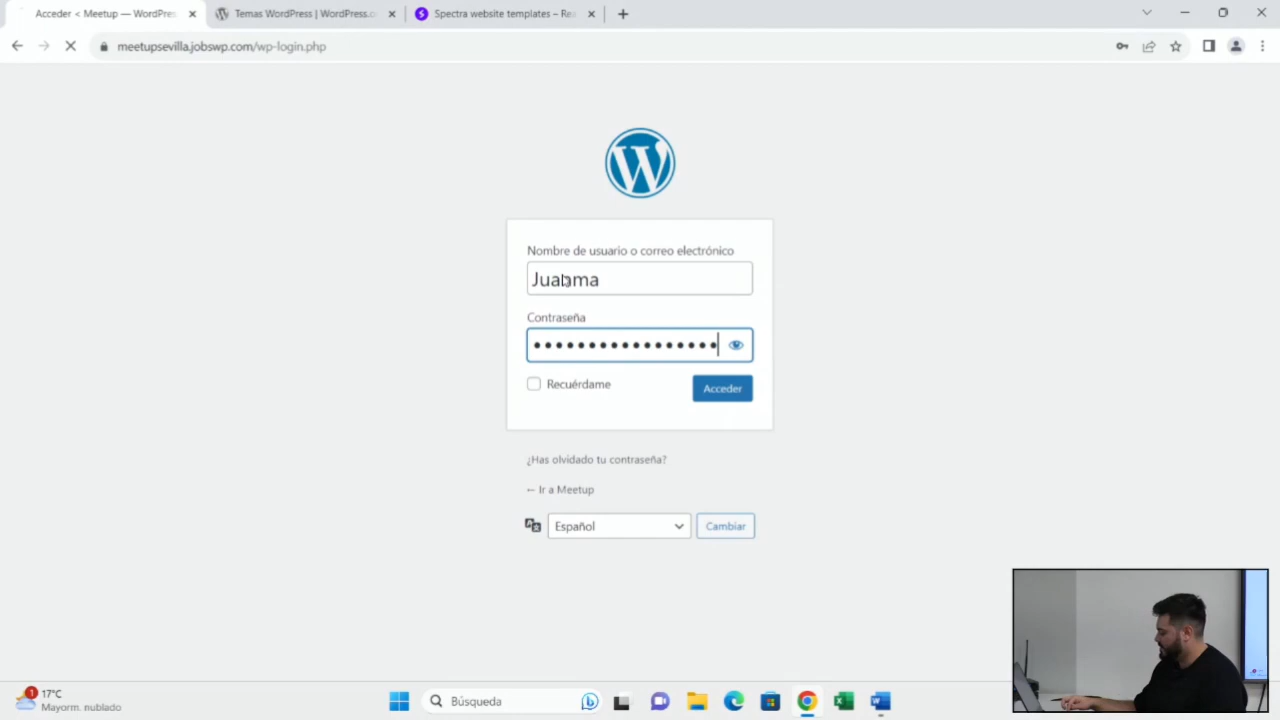 Acceder < Meetup — WordPres
Temas WordPress | WordPress.o
Spectra website templates – Rea
meetupsevilla.jobswp.com/wp-login.php
Nombre de usuario o correo electrónico
Juanma
Contraseña
Recuérdame
Acceder
¿Has olvidado tu contraseña?
← Ir a Meetup
Español
Cambiar
1
17°C
Mayorm. nublado
Búsqueda